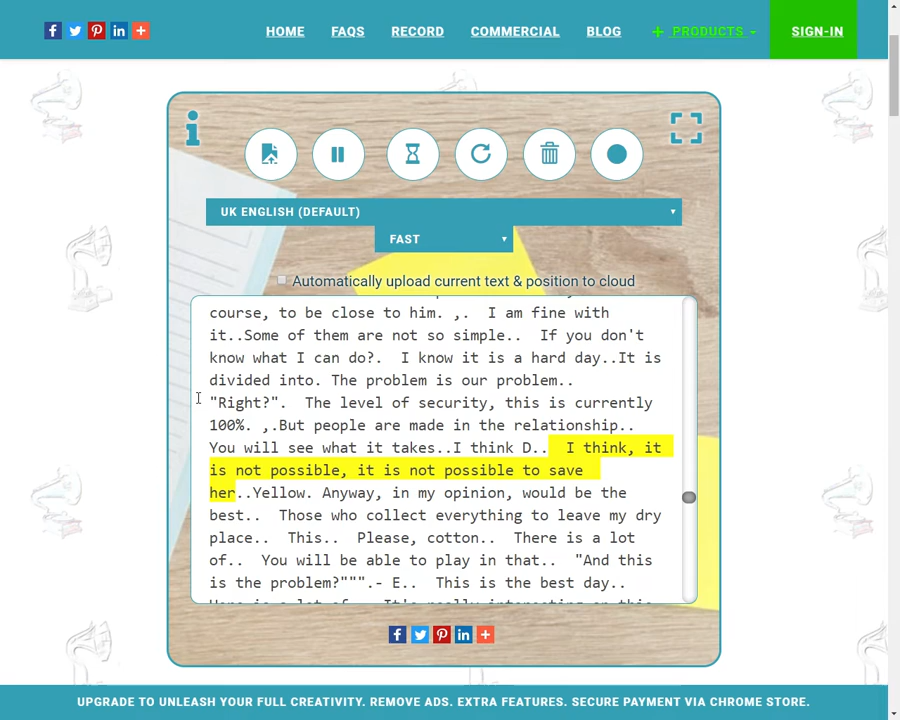 HOME FAQS RECORD COMMERCIAL BLOG + PRODUCTS SIGN-IN
UK ENGLISH (DEFAULT)
FAST
Automatically upload current text & position to cloud
course, to be close to him. ,.  I am fine with
it..Some of them are not so simple..  If you don't
know what I can do?.  I know it is a hard day..It is
divided into. The problem is our problem..
"Right?".  The level of security, this is currently
100%. ,.But people are made in the relationship..
You will see what it takes..I think D..  I think, it
is not possible, it is not possible to save
her..Yellow. Anyway, in my opinion, would be the
best..  Those who collect everything to leave my dry
place..  This..  Please, cotton..  There is a lot
of..  You will be able to play in that..  "And this
is the problem?""".- E..  This is the best day..
UPGRADE TO UNLEASH YOUR FULL CREATIVITY. REMOVE ADS. EXTRA FEATURES. SECURE PAYMENT VIA CHROME STORE.